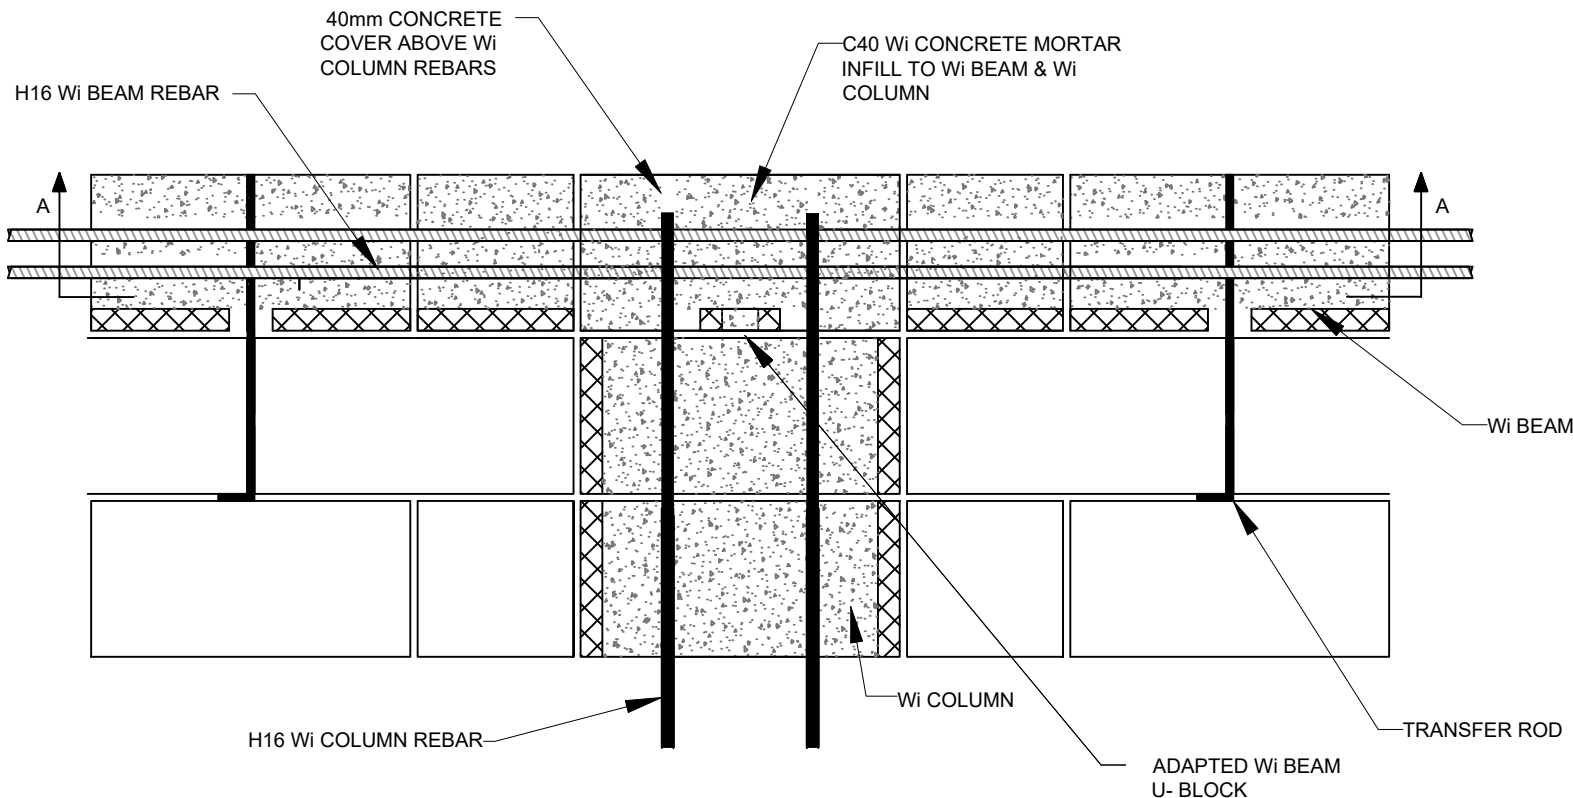 40mm CONCRETE
COVER ABOVE Wi
COLUMN REBARS
C40 Wi CONCRETE MORTAR
INFILL TO Wi BEAM & Wi
COLUMN
H16 Wi BEAM REBAR
A
A
Wi BEAM
Wi COLUMN
H16 Wi COLUMN REBAR
TRANSFER ROD
ADAPTED Wi BEAM
U- BLOCK